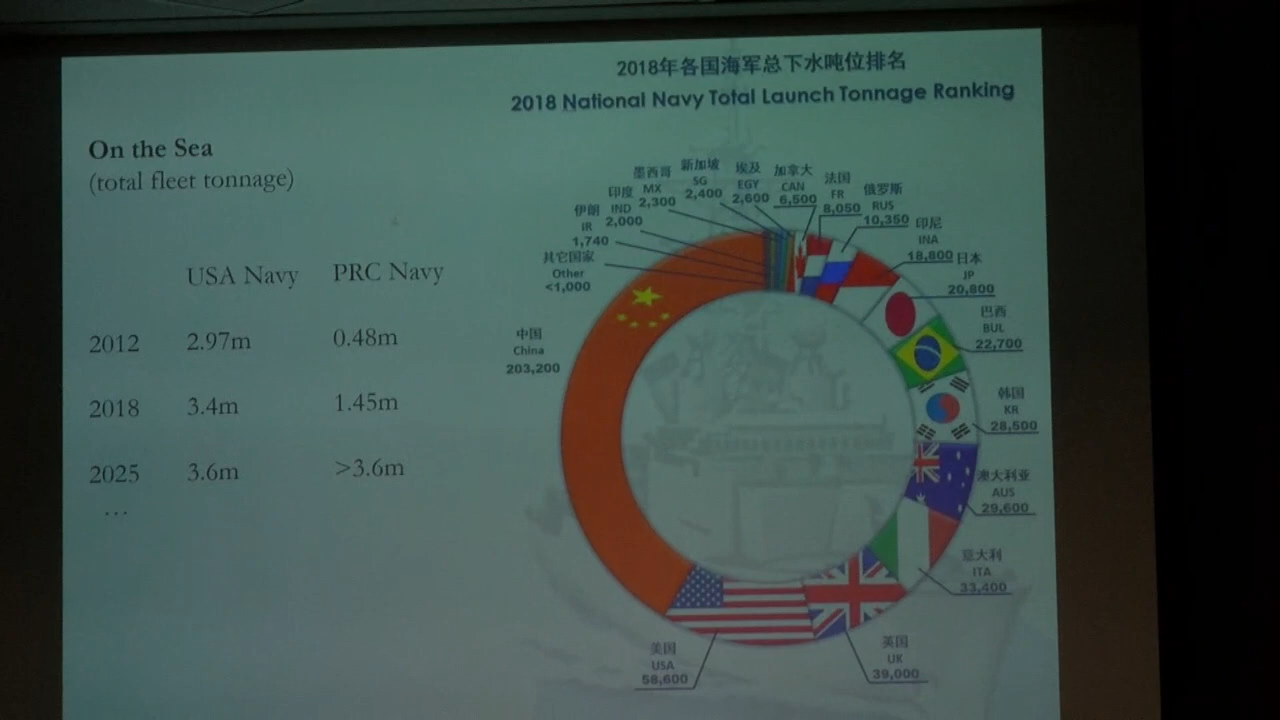 2018年各国海军总下水吨位排名
2018 National Navy Total Launch Tonnage Ranking
On the Sea
(total fleet tonnage)
USA Navy PRC Navy
2012 2.97m 0.48m
2018 3.4m 1.45m
2025 3.6m >3.6m
...
中国
China
203,200
其它国家
Other
<1,000
伊朗
IR
1,740
印度
IND
2,000
墨西哥
MX
2,300
新加坡
SG
2,400
埃及
EGY
2,600
加拿大
CAN
6,500
法国
FR
8,050
俄罗斯
RUS
10,350
印尼
INA
18,800
日本
JP
20,800
巴西
BUL
22,700
韩国
KR
28,500
澳大利亚
AUS
29,600
意大利
ITA
33,400
英国
UK
39,000
美国
USA
58,600